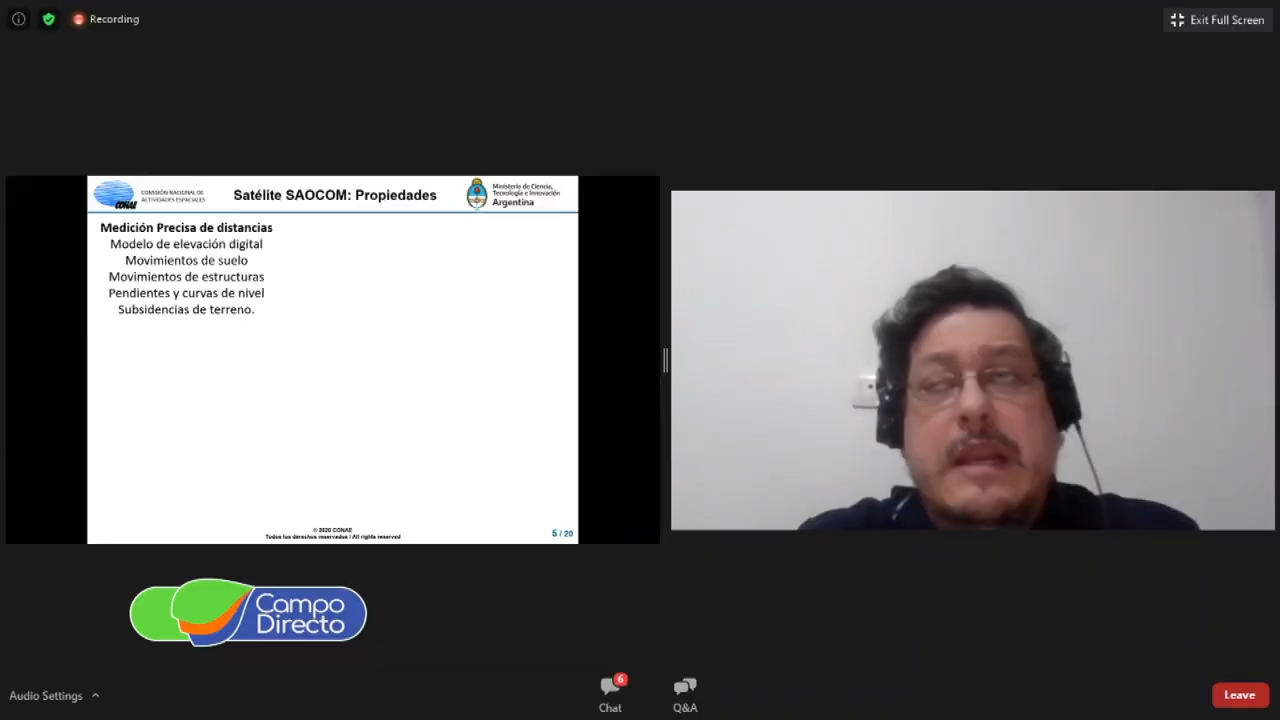 Recording
Exit Full Screen
CONAE
COMISIÓN NACIONAL DE
ACTIVIDADES ESPACIALES
Satélite SAOCOM: Propiedades
Ministerio de Ciencia,
Tecnología e Innovación
Argentina
Medición Precisa de distancias
Modelo de elevación digital
Movimientos de suelo
Movimientos de estructuras
Pendientes y curvas de nivel
Subsidencias de terreno.
© 2020 CONAE
Todos los derechos reservados / All rights reserved
5 / 20
Campo
Directo
Audio Settings
6
Chat
Q&A
Leave